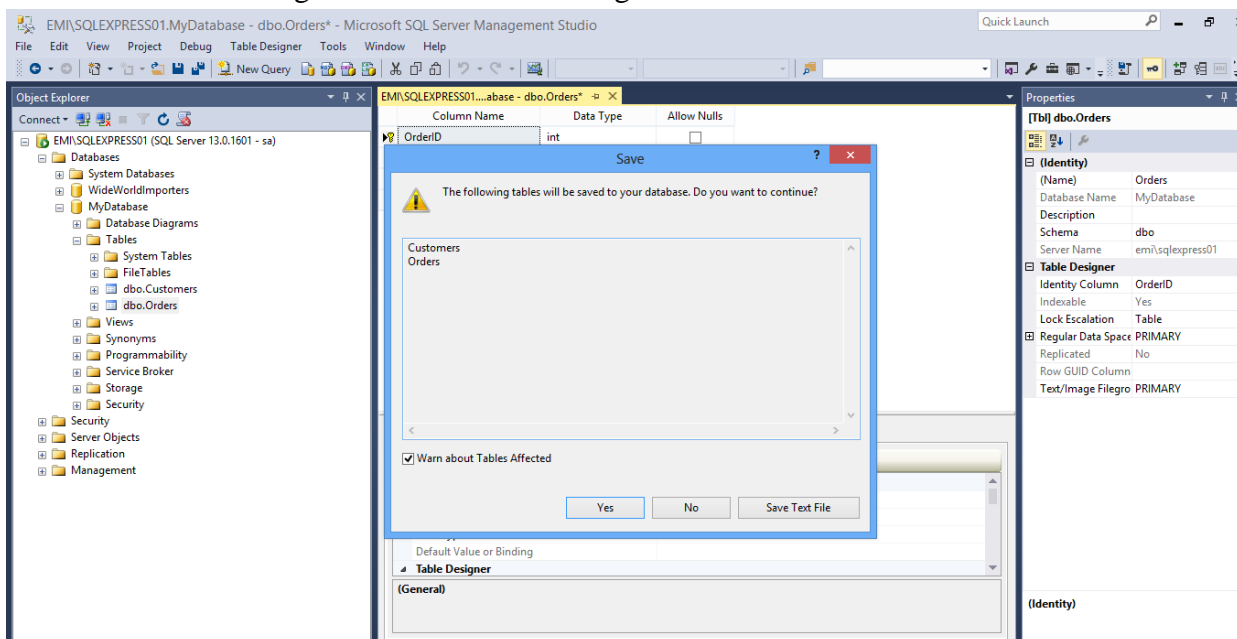 EMI\SQLEXPRESS01.MyDatabase - dbo.Orders* - Microsoft SQL Server Management Studio
Quick Launch
File Edit View Project Debug Table Designer Tools Window Help
New Query
Object Explorer
Connect
EMI\SQLEXPRESS01 (SQL Server 13.0.1601 - sa)
Databases
System Databases
WideWorldImporters
MyDatabase
Database Diagrams
Tables
System Tables
FileTables
dbo.Customers
dbo.Orders
Views
Synonyms
Programmability
Service Broker
Storage
Security
Security
Server Objects
Replication
Management
EMI\SQLEXPRESS01....abase - dbo.Orders*
Column Name Data Type Allow Nulls
OrderID int
Save
The following tables will be saved to your database. Do you want to continue?
Customers
Orders
Warn about Tables Affected
Yes No Save Text File
Default Value or Binding
Table Designer
(General)
Properties
[Tbl] dbo.Orders
(Identity)
(Name) Orders
Database Name MyDatabase
Description
Schema dbo
Server Name emi\sqlexpress01
Table Designer
Identity Column OrderID
Indexable Yes
Lock Escalation Table
Regular Data Space PRIMARY
Replicated No
Row GUID Column
Text/Image Filegro PRIMARY
(Identity)